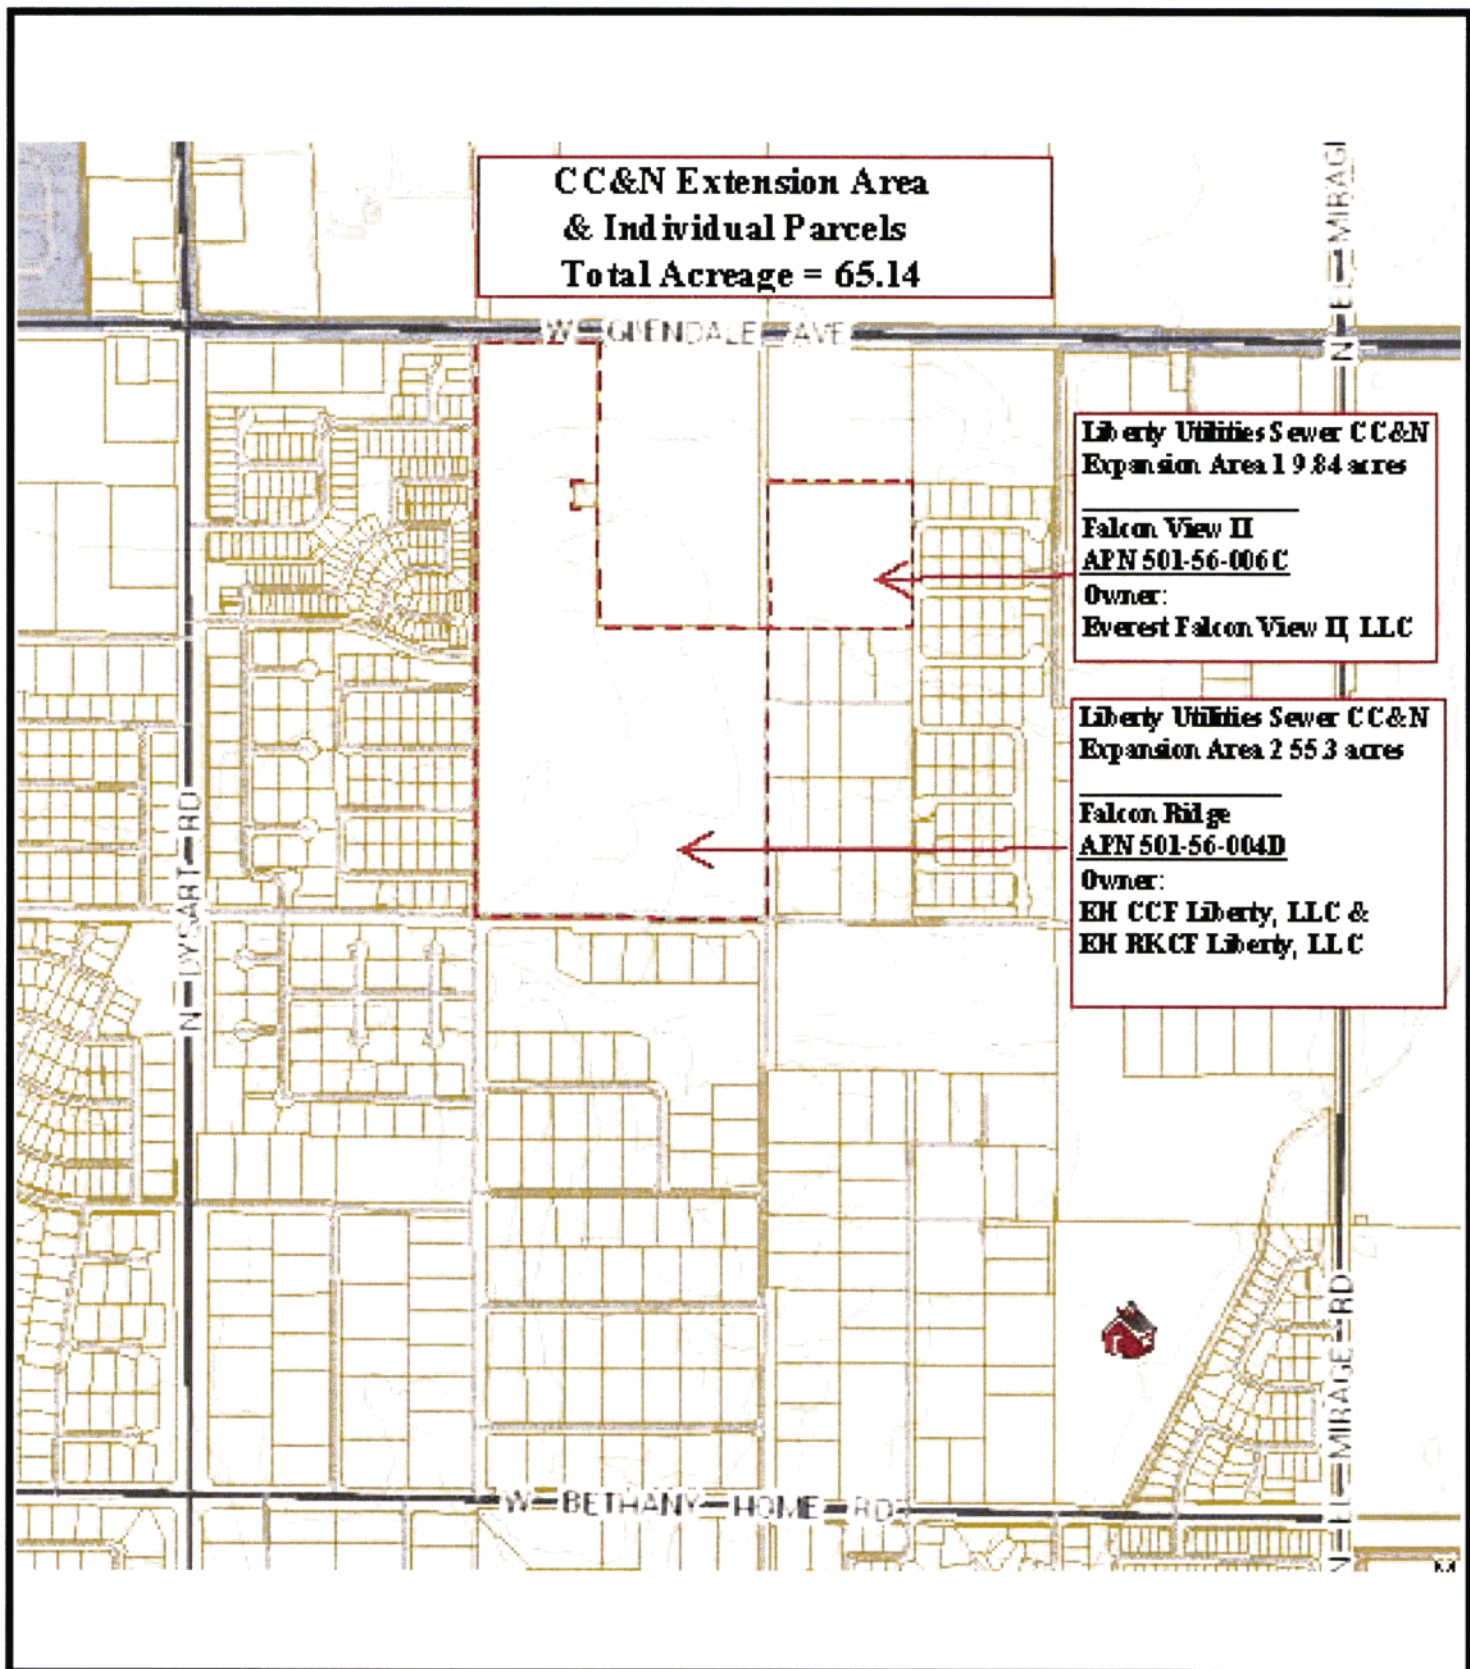 CC&N Extension Area
& Individual Parcels
Total Acreage = 65.14
N EL MIRAGE
W GLENDALE AVE
Liberty Utilities Sewer CC&N
Expansion Area 1 9.84 acres
Falcon View II
APN 501-56-006C
Owner:
Everest Falcon View II, LLC
Liberty Utilities Sewer CC&N
Expansion Area 2 55.3 acres
Falcon Ridge
APN 501-56-004D
Owner:
EH CCF Liberty, LLC &
EH RKCF Liberty, LLC
N DYSART RD
N EL MIRAGE RD
W BETHANY HOME RD